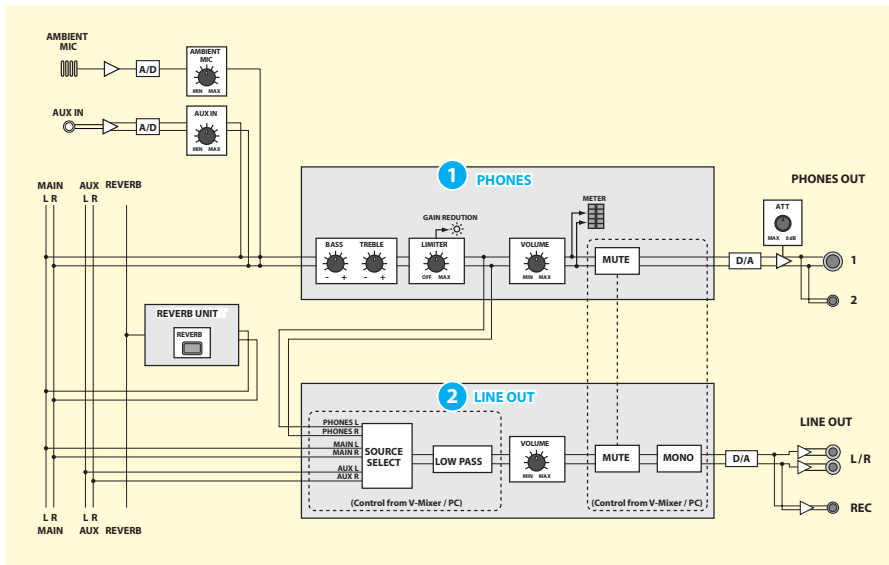 AMBIENT
MIC
A/D
AMBIENT
MIC
MIN MAX
AUX IN
A/D
AUX IN
MIN MAX
MAIN
L R
AUX
L R
REVERB
1 PHONES
PHONES OUT
GAIN REDUTION
METER
ATT
MAX 0dB
BASS
- +
TREBLE
- +
LIMITER
OFF MAX
VOLUME
MIN MAX
MUTE
D/A
1
2
REVERB UNIT
REVERB
2 LINE OUT
LINE OUT
PHONES L
PHONES R
MAIN L
MAIN R
AUX L
AUX R
SOURCE
SELECT
LOW PASS
VOLUME
MIN MAX
MUTE
MONO
D/A
L/R
REC
(Control from V-Mixer / PC)
(Control from V-Mixer / PC)
L R
MAIN
L R
AUX
REVERB